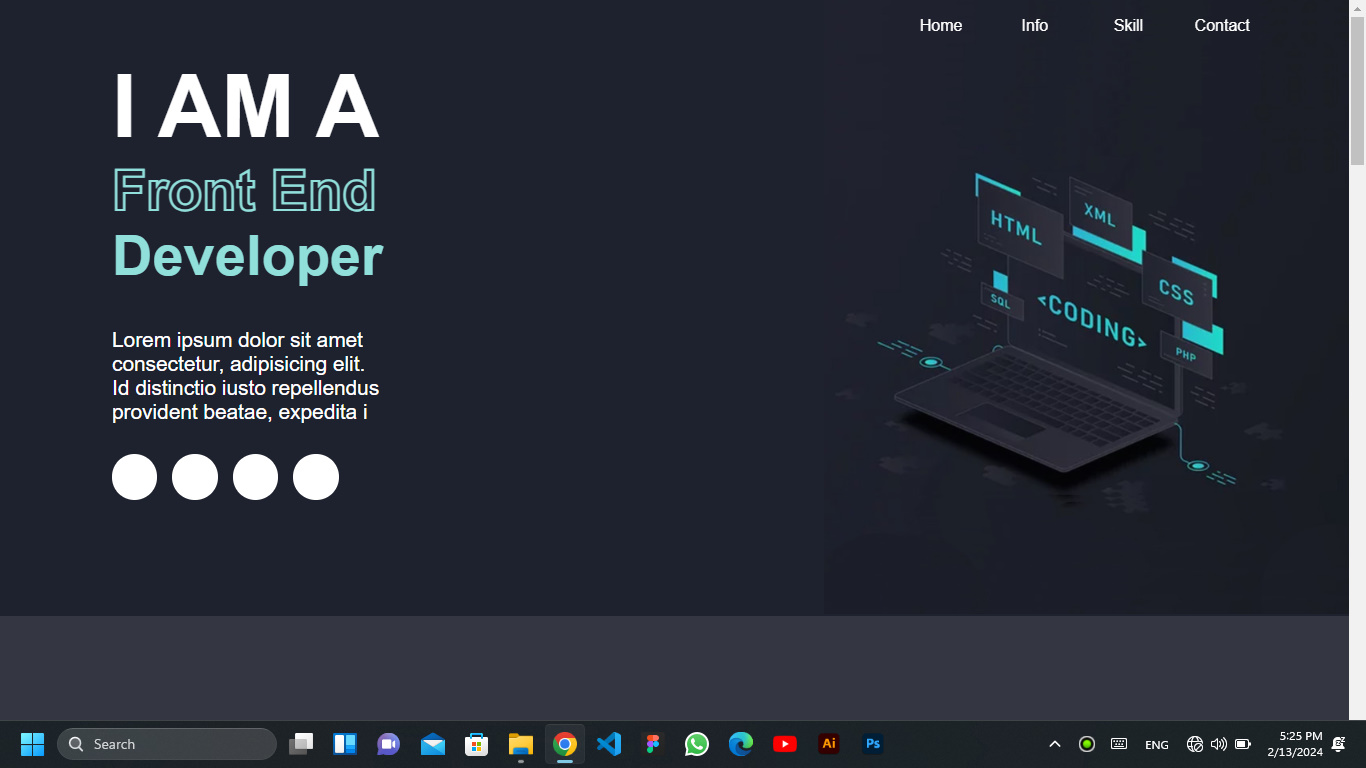 Home Info Skill Contact
I AM A
Front End
Developer
Lorem ipsum dolor sit amet
consectetur, adipisicing elit.
Id distinctio iusto repellendus
provident beatae, expedita i
HTML
XML
CSS
SQL
<CODING>
PHP
Search
Ai
Ps
ENG
5:25 PM
2/13/2024